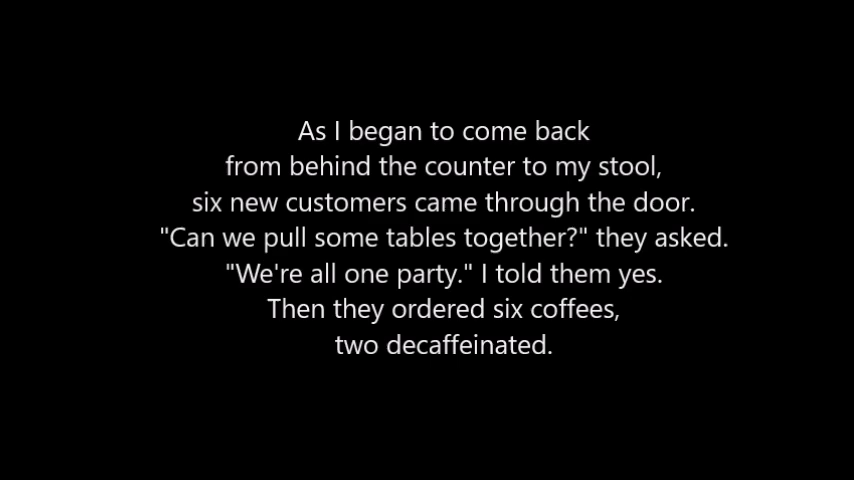 As I began to come back
from behind the counter to my stool,
six new customers came through the door.
"Can we pull some tables together?" they asked.
"We're all one party." I told them yes.
Then they ordered six coffees,
two decaffeinated.